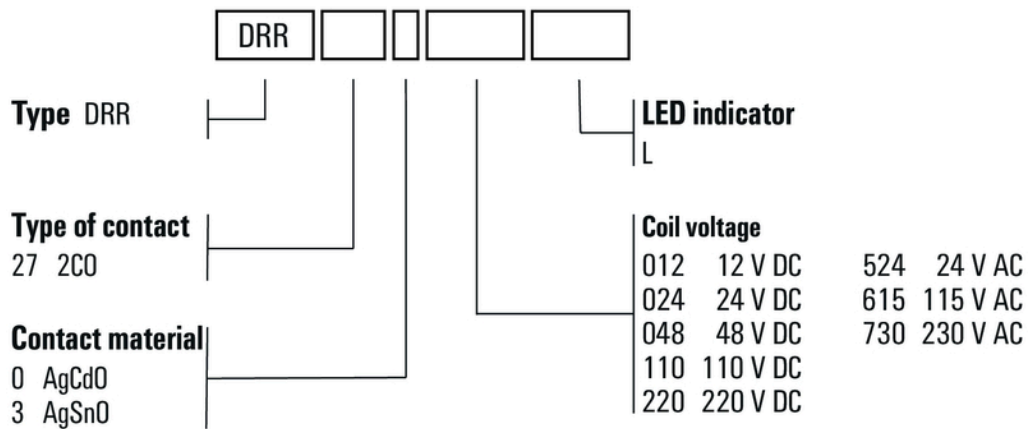 DRR
Type DRR
LED indicator
L
Type of contact
27 2CO
Contact material
0 AgCdO
3 AgSnO
Coil voltage
012 12 V DC 524 24 V AC
024 24 V DC 615 115 V AC
048 48 V DC 730 230 V AC
110 110 V DC
220 220 V DC